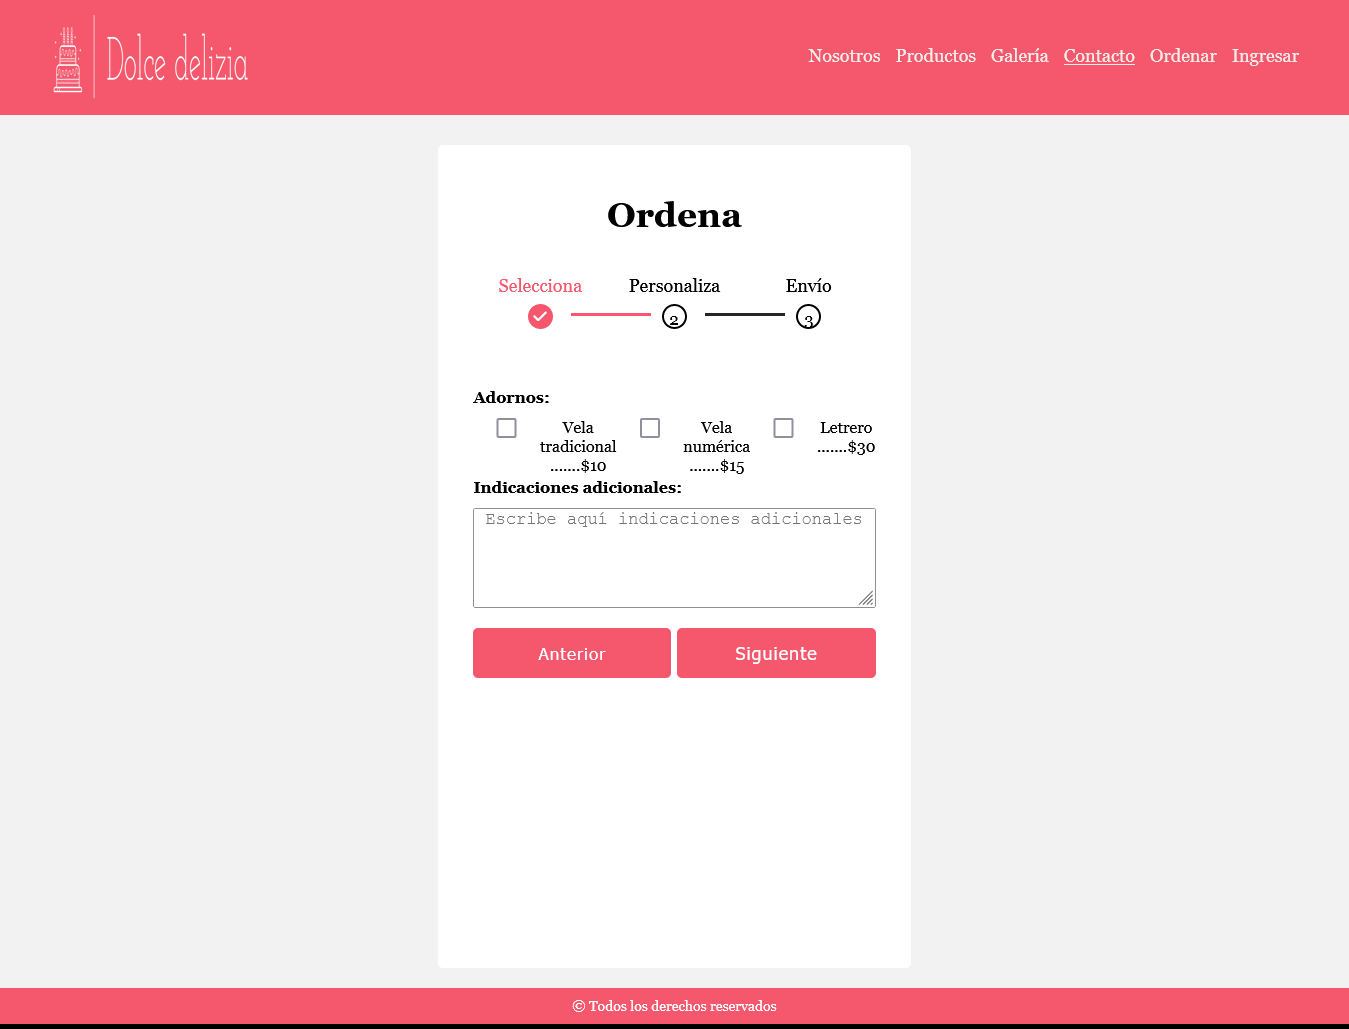 Dolce delizia
Nosotros Productos Galería Contacto Ordenar Ingresar
Ordena
Selecciona Personaliza Envío
2 3
Adornos:
Vela Vela Letrero
tradicional numérica .......$30
.......$10 .......$15
Indicaciones adicionales:
Escribe aquí indicaciones adicionales
Anterior Siguiente
© Todos los derechos reservados